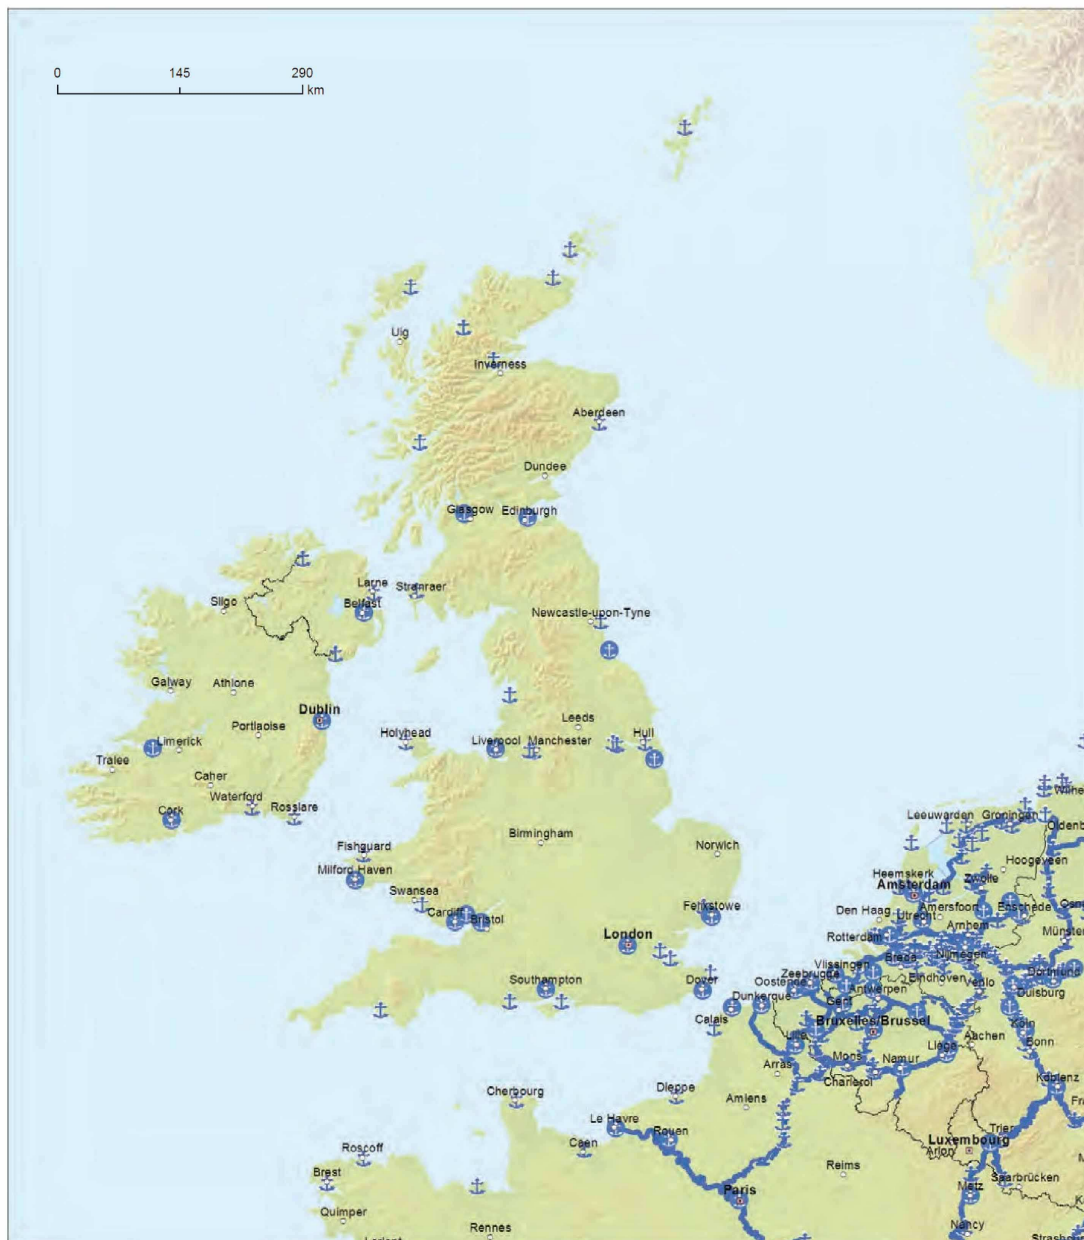 0 145 290
km
Uig
Inverness
Aberdeen
Dundee
Glasgow
Edinburgh
Larne
Stranraer
Sligo
Belfast
Newcastle-upon-Tyne
Galway
Athlone
Dublin
Portlaoise
Leeds
Holyhead
Liverpool
Manchester
Hull
Limerick
Tralee
Caher
Waterford
Rosslare
Cork
Birmingham
Norwich
Fishguard
Milford Haven
Swansea
Cardiff
Bristol
Felixstowe
London
Southampton
Dover
Leeuwarden
Groningen
Hoogeveen
Heemskerk
Zwolle
Amsterdam
Den Haag
Amersfoort
Enschede
Utrecht
Arnhem
Rotterdam
Nijmegen
Breda
Vlissingen
Zeebrugge
Eindhoven
Dortmund
Oostende
Antwerpen
Venlo
Duisburg
Dunkerque
Gent
Calais
Bruxelles/Brussel
Köln
Aachen
Bonn
Lille
Liège
Mons
Namur
Arras
Charleroi
Koblenz
Cherbourg
Dieppe
Amiens
Le Havre
Rouen
Trier
Caen
Luxembourg
Arlon
Roscoff
Reims
Saarbrücken
Brest
Paris
Metz
Quimper
Rennes
Nancy